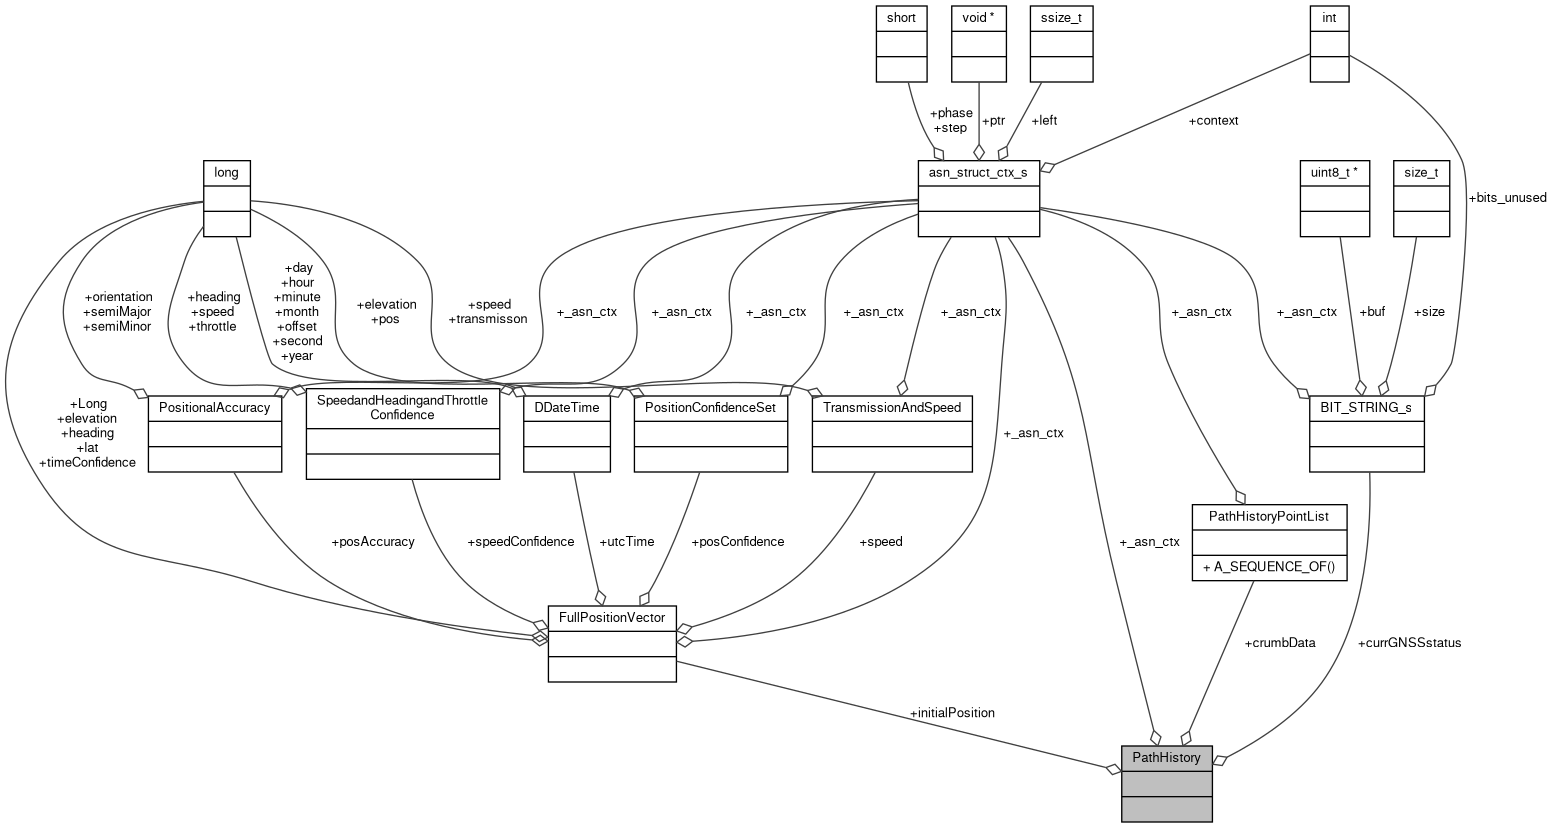 short
void *
ssize_t
int
+phase
+step
+ptr
+left
+context
long
asn_struct_ctx_s
uint8_t *
size_t
+bits_unused
+orientation
+semiMajor
+semiMinor
+heading
+speed
+throttle
+day
+hour
+minute
+month
+offset
+second
+year
+elevation
+pos
+speed
+transmisson
+_asn_ctx
+_asn_ctx
+_asn_ctx
+_asn_ctx
+_asn_ctx
+_asn_ctx
+_asn_ctx
+buf
+size
+Long
+elevation
+heading
+lat
+timeConfidence
PositionalAccuracy
SpeedandHeadingandThrottle
Confidence
DDateTime
PositionConfidenceSet
TransmissionAndSpeed
+_asn_ctx
BIT_STRING_s
PathHistoryPointList
+ A_SEQUENCE_OF()
+posAccuracy
+speedConfidence
+utcTime
+posConfidence
+speed
+_asn_ctx
FullPositionVector
+crumbData
+currGNSSstatus
+initialPosition
PathHistory